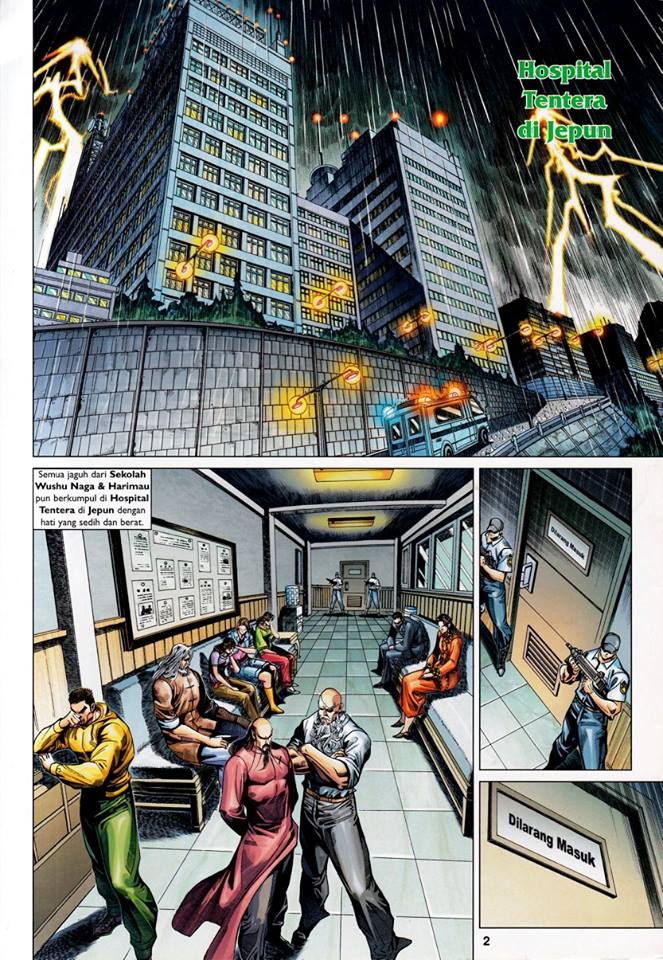 Hospital
Tentera
di Jepun
Semua jaguh dari Sekolah
Wushu Naga & Harimau
pun berkumpul di Hospital
Tentera di Jepun dengan
hati yang sedih dan berat.
Dilarang Masuk
Dilarang Masuk
2